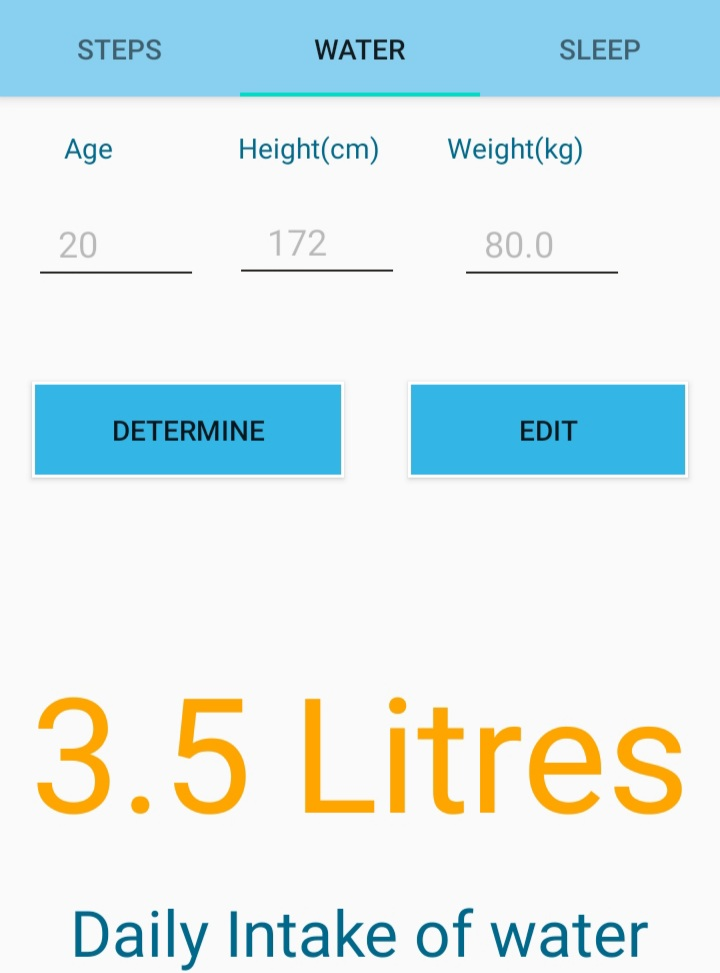 STEPS WATER SLEEP
Age Height(cm) Weight(kg)
20 172 80.0
DETERMINE EDIT
3.5 Litres
Daily Intake of water